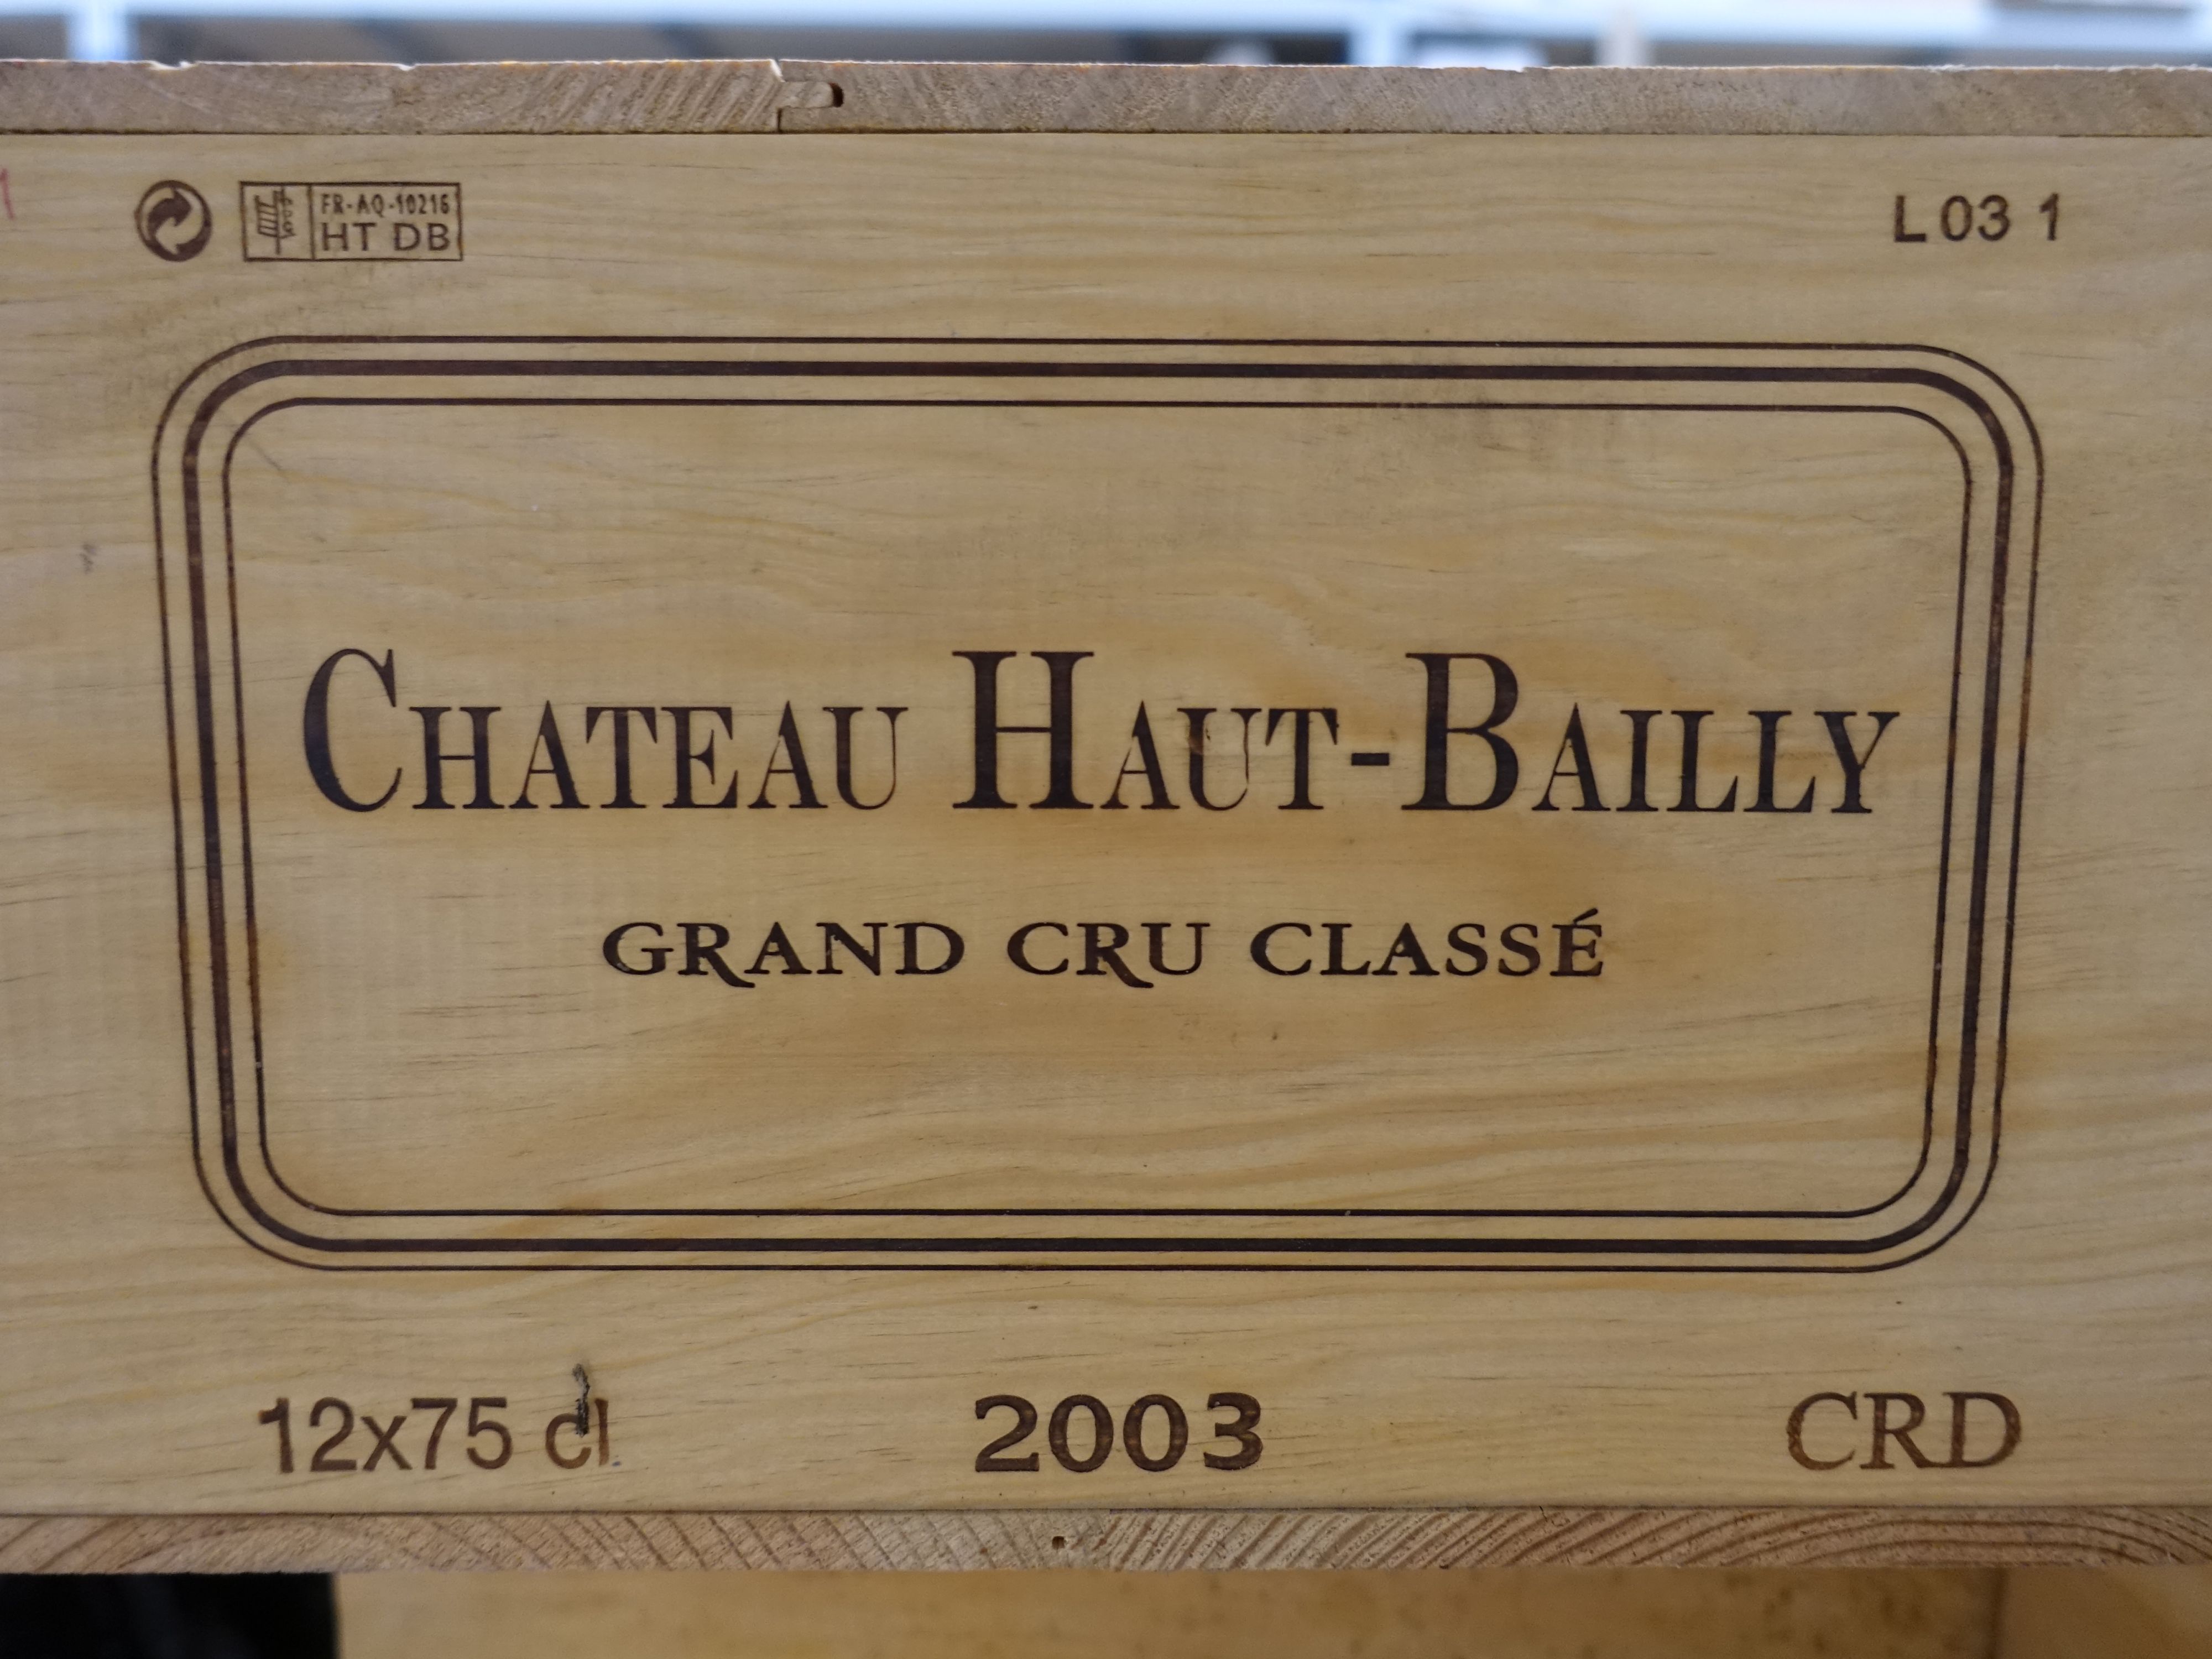 FR-AQ-10216
HT DB
L03 1
CHATEAU HAUT-BAILLY
GRAND CRU CLASSÉ
12x75 cl
2003
CRD